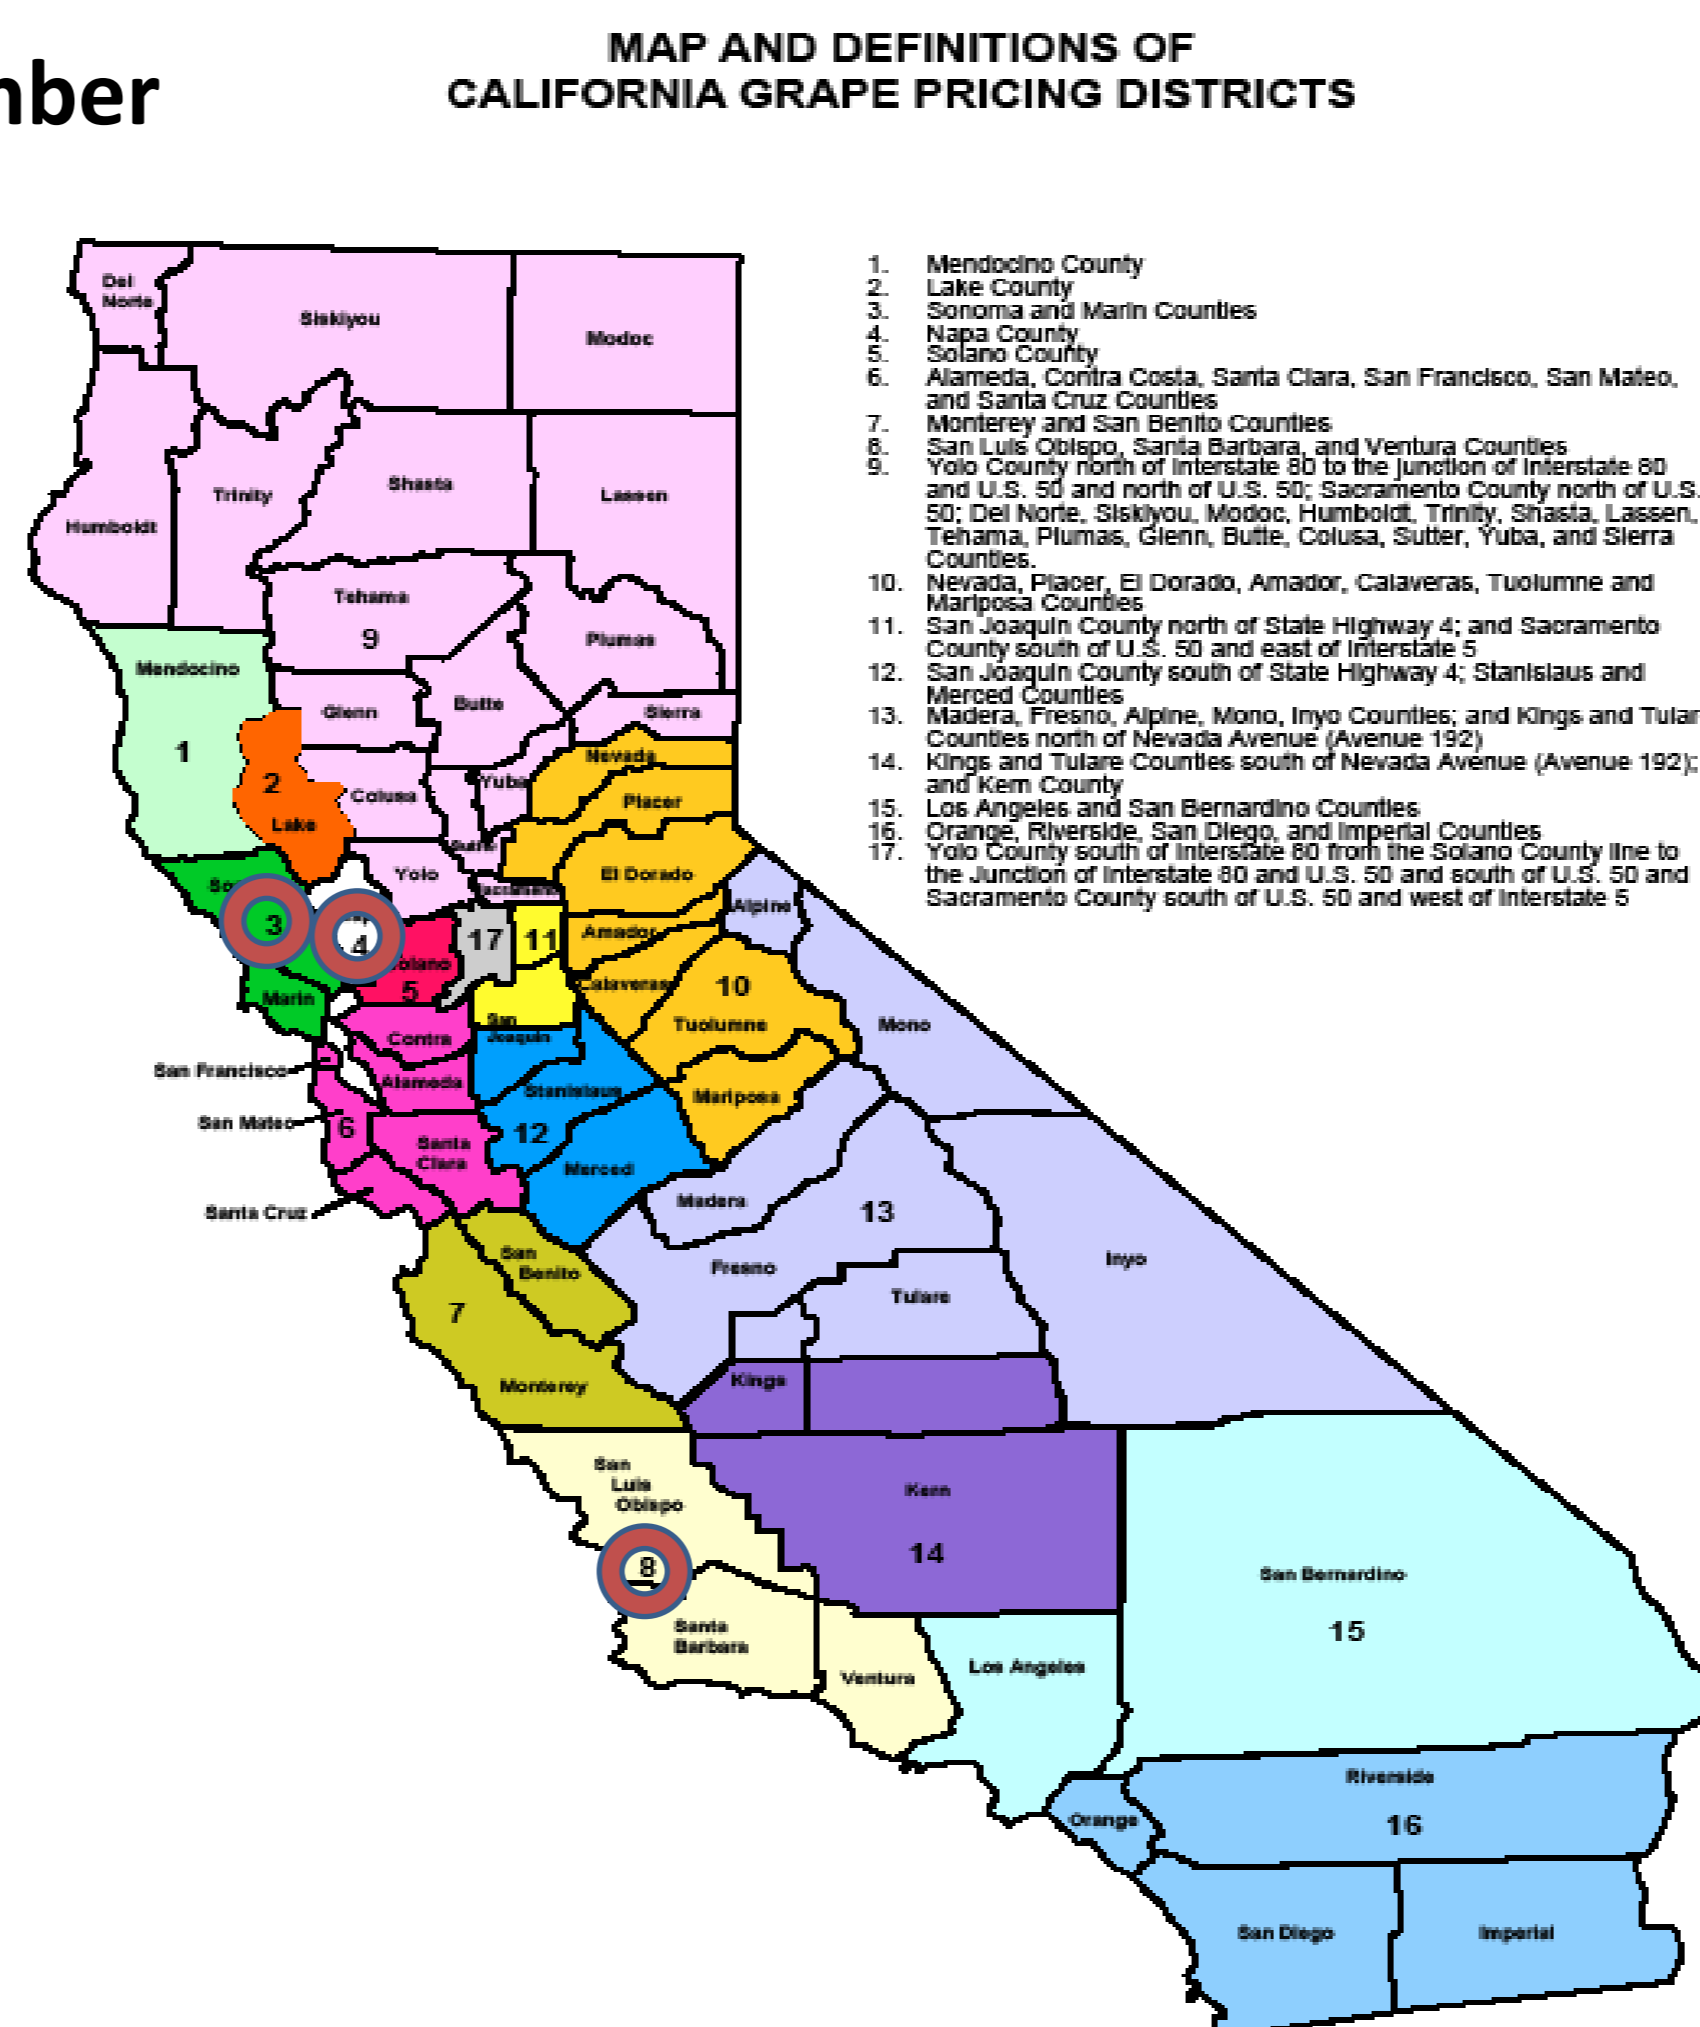 MAP AND DEFINITIONS OF
CALIFORNIA GRAPE PRICING DISTRICTS
mber
1. Mendocino County
2. Lake County
3. Sonoma and Marin Counties
4. Napa County
5. Solano County
6. Alameda, Contra Costa, Santa Clara, San Francisco, San Mateo,
and Santa Cruz Counties
7. Monterey and San Benito Counties
8. San Luis Obispo, Santa Barbara, and Ventura Counties
9. Yolo County north of Interstate 80 to the junction of Interstate 80
and U.S. 50 and north of U.S. 50; Sacramento County north of U.S.
50; Del Norte, Siskiyou, Modoc, Humboldt, Trinity, Shasta, Lassen,
Tehama, Plumas, Glenn, Butte, Colusa, Sutter, Yuba, and Sierra
Counties.
10. Nevada, Placer, El Dorado, Amador, Calaveras, Tuolumne and
Mariposa Counties
11. San Joaquin County north of State Highway 4; and Sacramento
County south of U.S. 50 and east of Interstate 5
12. San Joaquin County south of State Highway 4; Stanislaus and
Merced Counties
13. Madera, Fresno, Alpine, Mono, Inyo Counties; and Kings and Tular
Counties north of Nevada Avenue (Avenue 192)
14. Kings and Tulare Counties south of Nevada Avenue (Avenue 192);
and Kern County
15. Los Angeles and San Bernardino Counties
16. Orange, Riverside, San Diego, and Imperial Counties
17. Yolo County south of Interstate 80 from the Solano County line to
the Junction of Interstate 80 and U.S. 50 and south of U.S. 50 and
Sacramento County south of U.S. 50 and west of Interstate 5
Del
Norte
Siskiyou
Modoc
Humboldt
Trinity
Shasta
Lassen
Tehama
9
Plumas
Mendocino
1
Glenn
Butte
Sierra
2
Lake
Colusa
Yuba
Nevada
Placer
Yolo
El Dorado
Alpine
3
4
5
17
11
Amador
Calaveras
10
Tuolumne
Mono
Marin
Contra
San
Joaquin
San Francisco
Alameda
Stanislaus
Mariposa
San Mateo
6
Santa
Clara
12
Merced
Santa Cruz
Madera
13
San
Benito
Fresno
Inyo
7
Tulare
Monterey
Kings
San
Luis
Obispo
Kern
8
14
San Bernardino
15
Santa
Barbara
Ventura
Los Angeles
Riverside
16
Orange
San Diego
Imperial